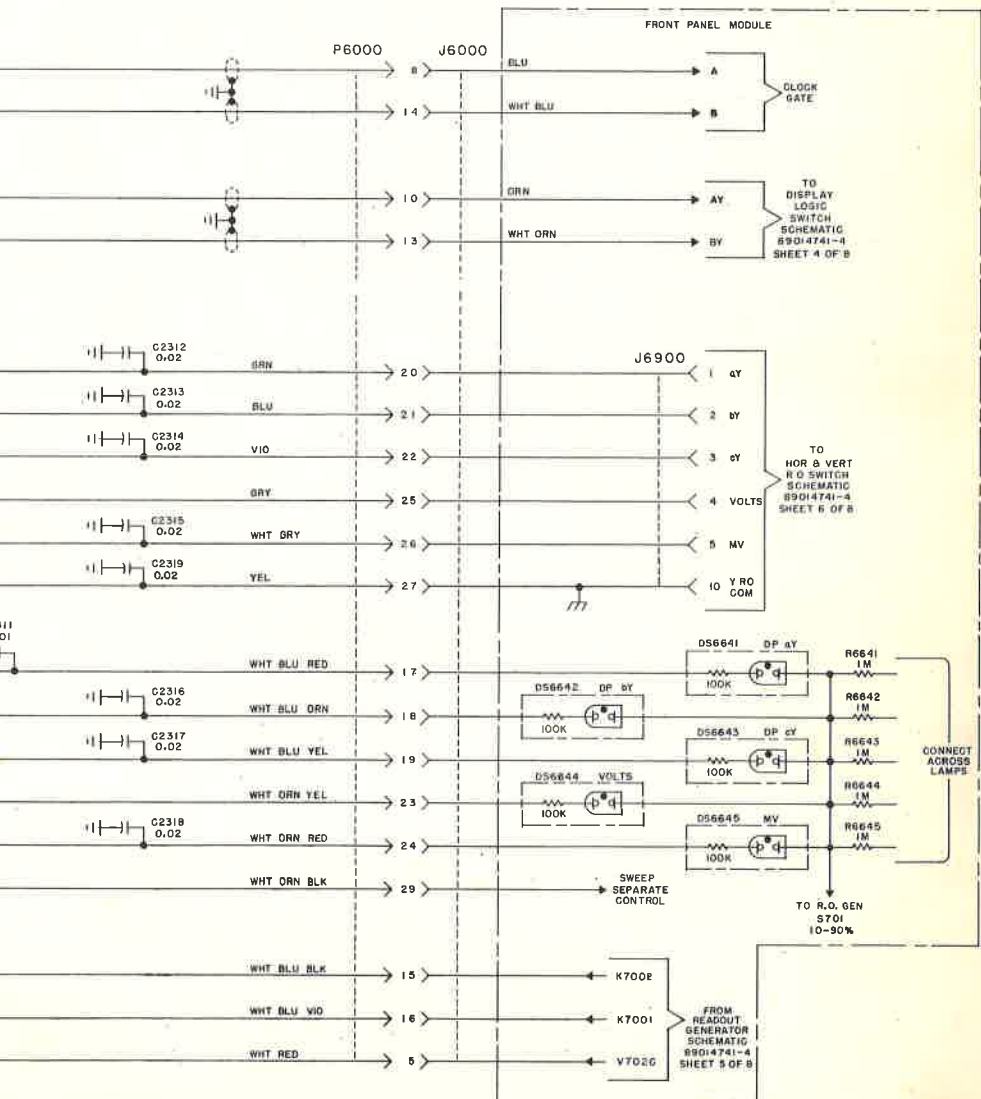 FRONT PANEL MODULE
P6000
J6000
8
BLU
A
14
WHT BLU
B
CLOCK
GATE
10
ORN
AY
13
WHT ORN
BY
TO
DISPLAY
LOGIC
SWITCH
SCHEMATIC
89014741-4
SHEET 4 OF 8
J6900
C2312
0.02
GRN
20
1 aY
C2313
0.02
BLU
21
2 bY
C2314
0.02
VIO
22
3 cY
GRY
25
4 VOLTS
C2315
0.02
WHT GRY
26
5 MV
C2319
0.02
YEL
27
10 Y RO
COM
TO
HOR & VERT
R O SWITCH
SCHEMATIC
89014741-4
SHEET 6 OF 8
WHT BLU RED
17
DS6641 DP aY
100K
R6641
1M
C2316
0.02
WHT BLU ORN
18
DS6642 DP bY
100K
R6642
1M
C2317
0.02
WHT BLU YEL
19
DS6643 DP cY
100K
R6643
1M
WHT ORN YEL
23
DS6644 VOLTS
100K
R6644
1M
C2318
0.02
WHT ORN RED
24
DS6645 MV
100K
R6645
1M
CONNECT
ACROSS
LAMPS
WHT ORN BLK
29
SWEEP
SEPARATE
CONTROL
TO R.O. GEN
S701
10-90%
WHT BLU BLK
15
K7002
WHT BLU VIO
16
K7001
WHT RED
5
V702G
FROM
READOUT
GENERATOR
SCHEMATIC
89014741-4
SHEET 5 OF 8